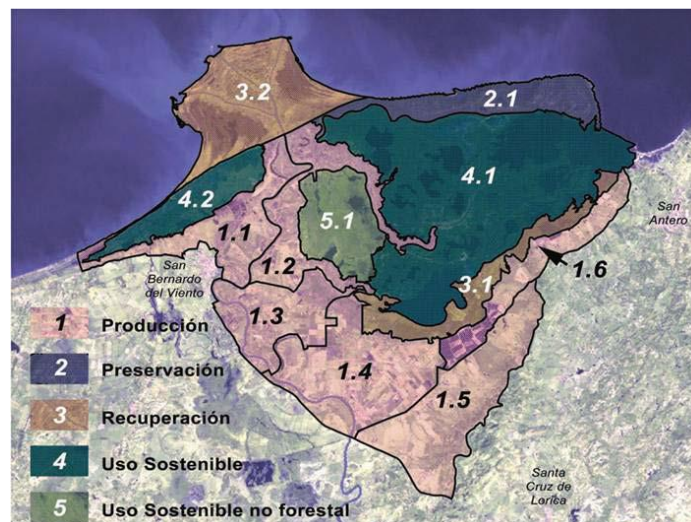 3.2
2.1
4.1
4.2
5.1
1.1
San
Antero
1.2
San
Bernardo
del Viento
3.1
1.6
1.3
1 Producción
1.4
2 Preservación
1.5
3 Recuperación
4 Uso Sostenible
Santa
Cruz de
Lorica
5 Uso Sostenible no forestal